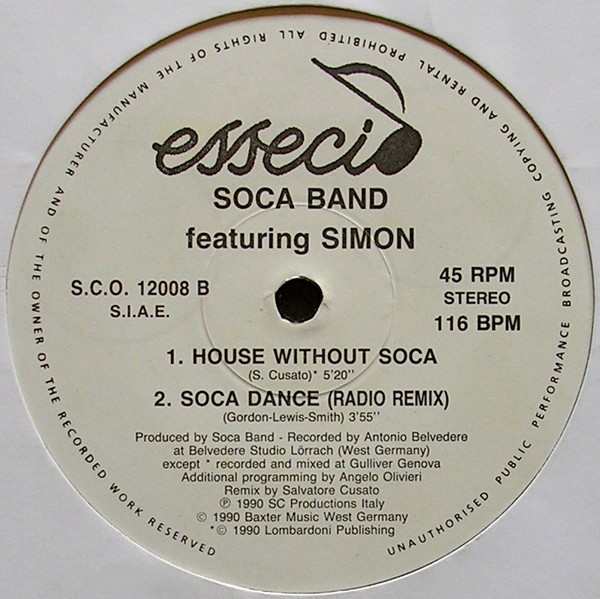 ALL RIGHTS OF THE MANUFACTURER AND OF THE OWNER OF THE RECORDED WORK RESERVED
UNAUTHORISED PUBLIC PERFORMANCE BROADCASTING COPYING AND RENTAL PROHIBITED
esseci
SOCA BAND
featuring SIMON
S.C.O. 12008 B
S.I.A.E.
45 RPM
STEREO
116 BPM
1. HOUSE WITHOUT SOCA
(S. Cusato)* 5'20''
2. SOCA DANCE (RADIO REMIX)
(Gordon-Lewis-Smith) 3'55''
Produced by Soca Band - Recorded by Antonio Belvedere
at Belvedere Studio Lörrach (West Germany)
except * recorded and mixed at Gulliver Genova
Additional programming by Angelo Olivieri
Remix by Salvatore Cusato
℗ 1990 SC Productions Italy
© 1990 Baxter Music West Germany
*© 1990 Lombardoni Publishing